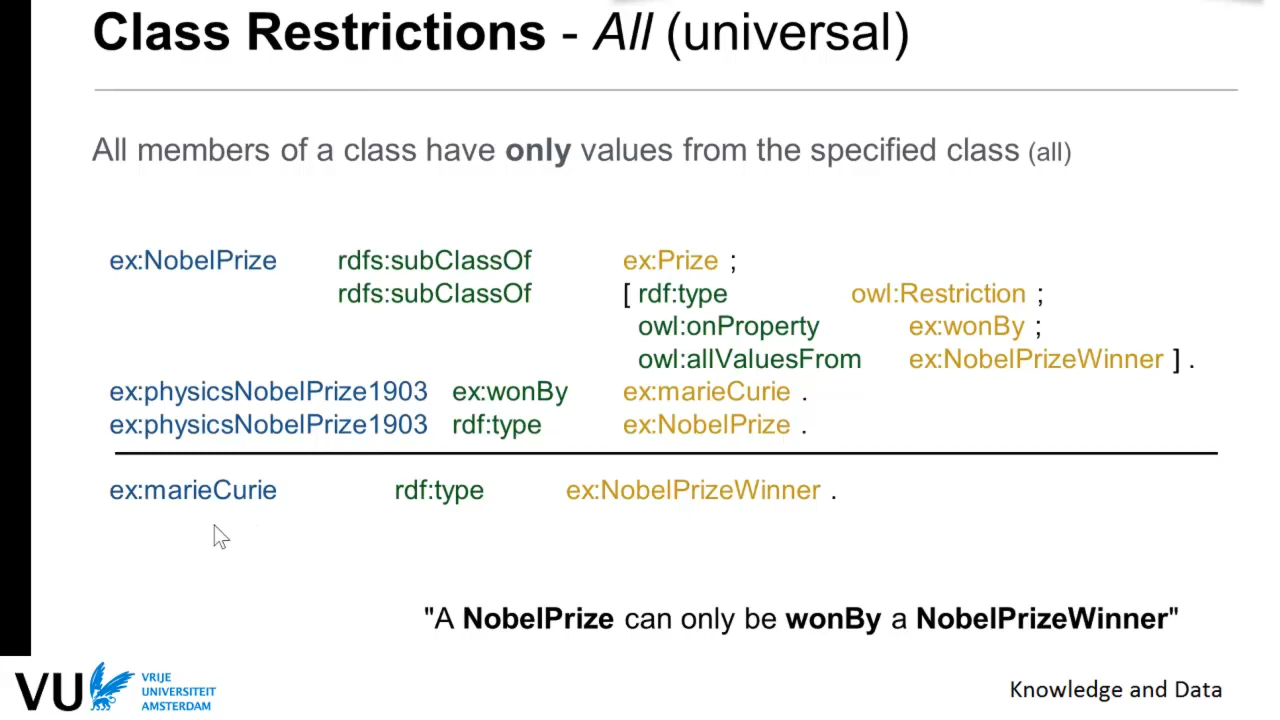 Class Restrictions - All (universal)
All members of a class have only values from the specified class (all)
ex:NobelPrize rdfs:subClassOf ex:Prize ;
rdfs:subClassOf [ rdf:type owl:Restriction ;
owl:onProperty ex:wonBy ;
owl:allValuesFrom ex:NobelPrizeWinner ] .
ex:physicsNobelPrize1903 ex:wonBy ex:marieCurie .
ex:physicsNobelPrize1903 rdf:type ex:NobelPrize .
ex:marieCurie rdf:type ex:NobelPrizeWinner .
"A NobelPrize can only be wonBy a NobelPrizeWinner"
VU VRIJE
UNIVERSITEIT
AMSTERDAM
Knowledge and Data